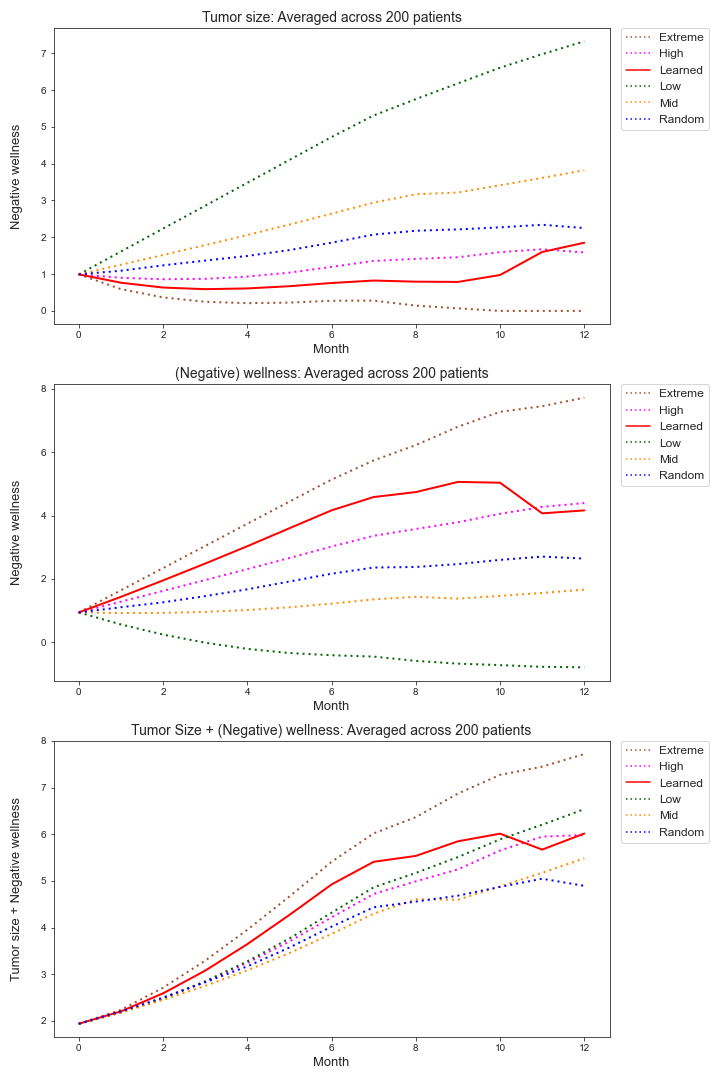 Tumor size: Averaged across 200 patients
Negative wellness
7
6
5
4
3
2
1
0
0 2 4 6 8 10 12
Month
Extreme
High
Learned
Low
Mid
Random
(Negative) wellness: Averaged across 200 patients
Negative wellness
8
6
4
2
0
0 2 4 6 8 10 12
Month
Extreme
High
Learned
Low
Mid
Random
Tumor Size + (Negative) wellness: Averaged across 200 patients
Tumor size + Negative wellness
8
7
6
5
4
3
2
0 2 4 6 8 10 12
Month
Extreme
High
Learned
Low
Mid
Random